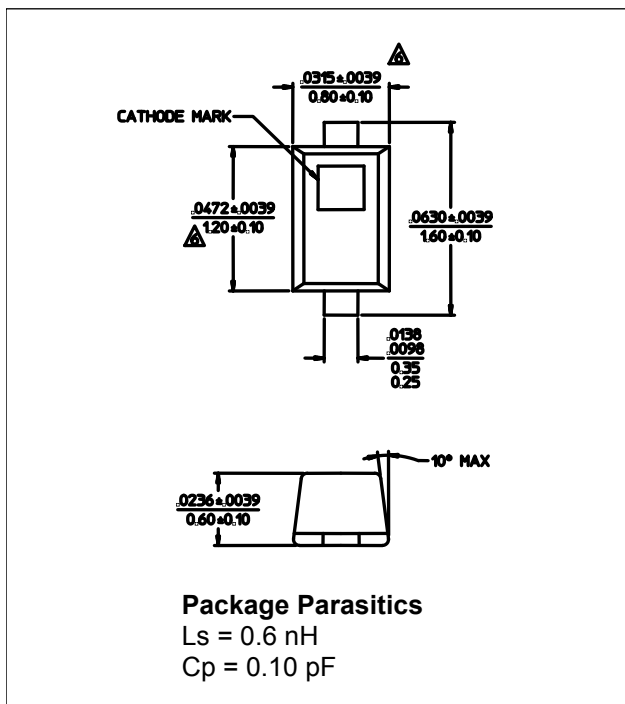 6
.0315±.0039
0.80±0.10
CATHODE MARK
.0472±.0039
1.20±0.10
6
.0630±.0039
1.60±0.10
.0138
.0098
0.35
0.25
10° MAX
.0236±.0039
0.60±0.10
Package Parasitics
Ls = 0.6 nH
Cp = 0.10 pF